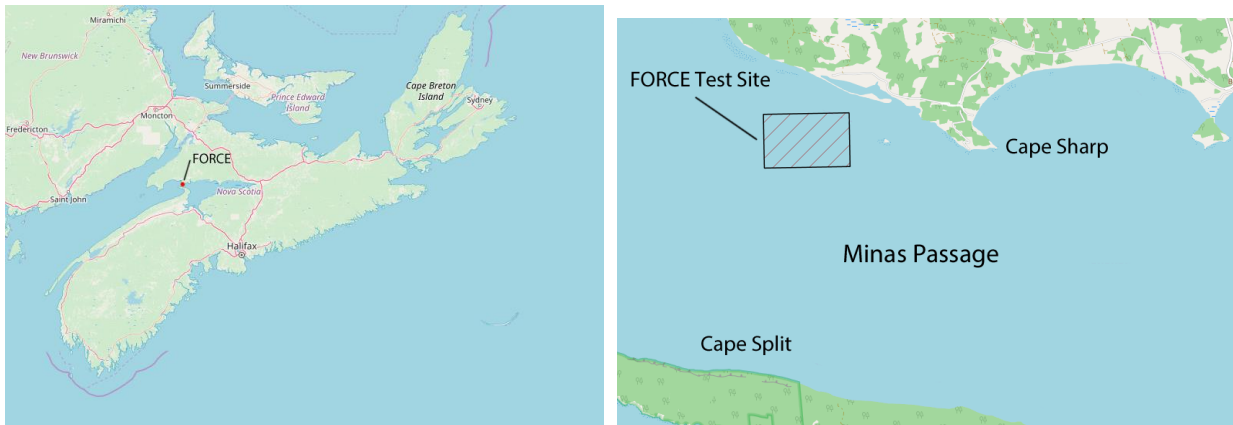 Miramichi
New Brunswick
Summerside
Prince Edward
Island
Cape Breton
Island
Sydney
Moncton
Fredericton
FORCE
Nova Scotia
Saint John
Halifax
FORCE Test Site
Cape Sharp
Minas Passage
Cape Split